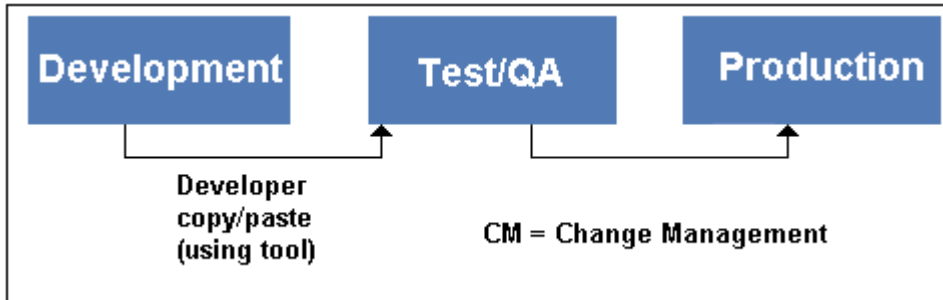 Development
Test/QA
Production
Developer
copy/paste
(using tool)
CM = Change Management